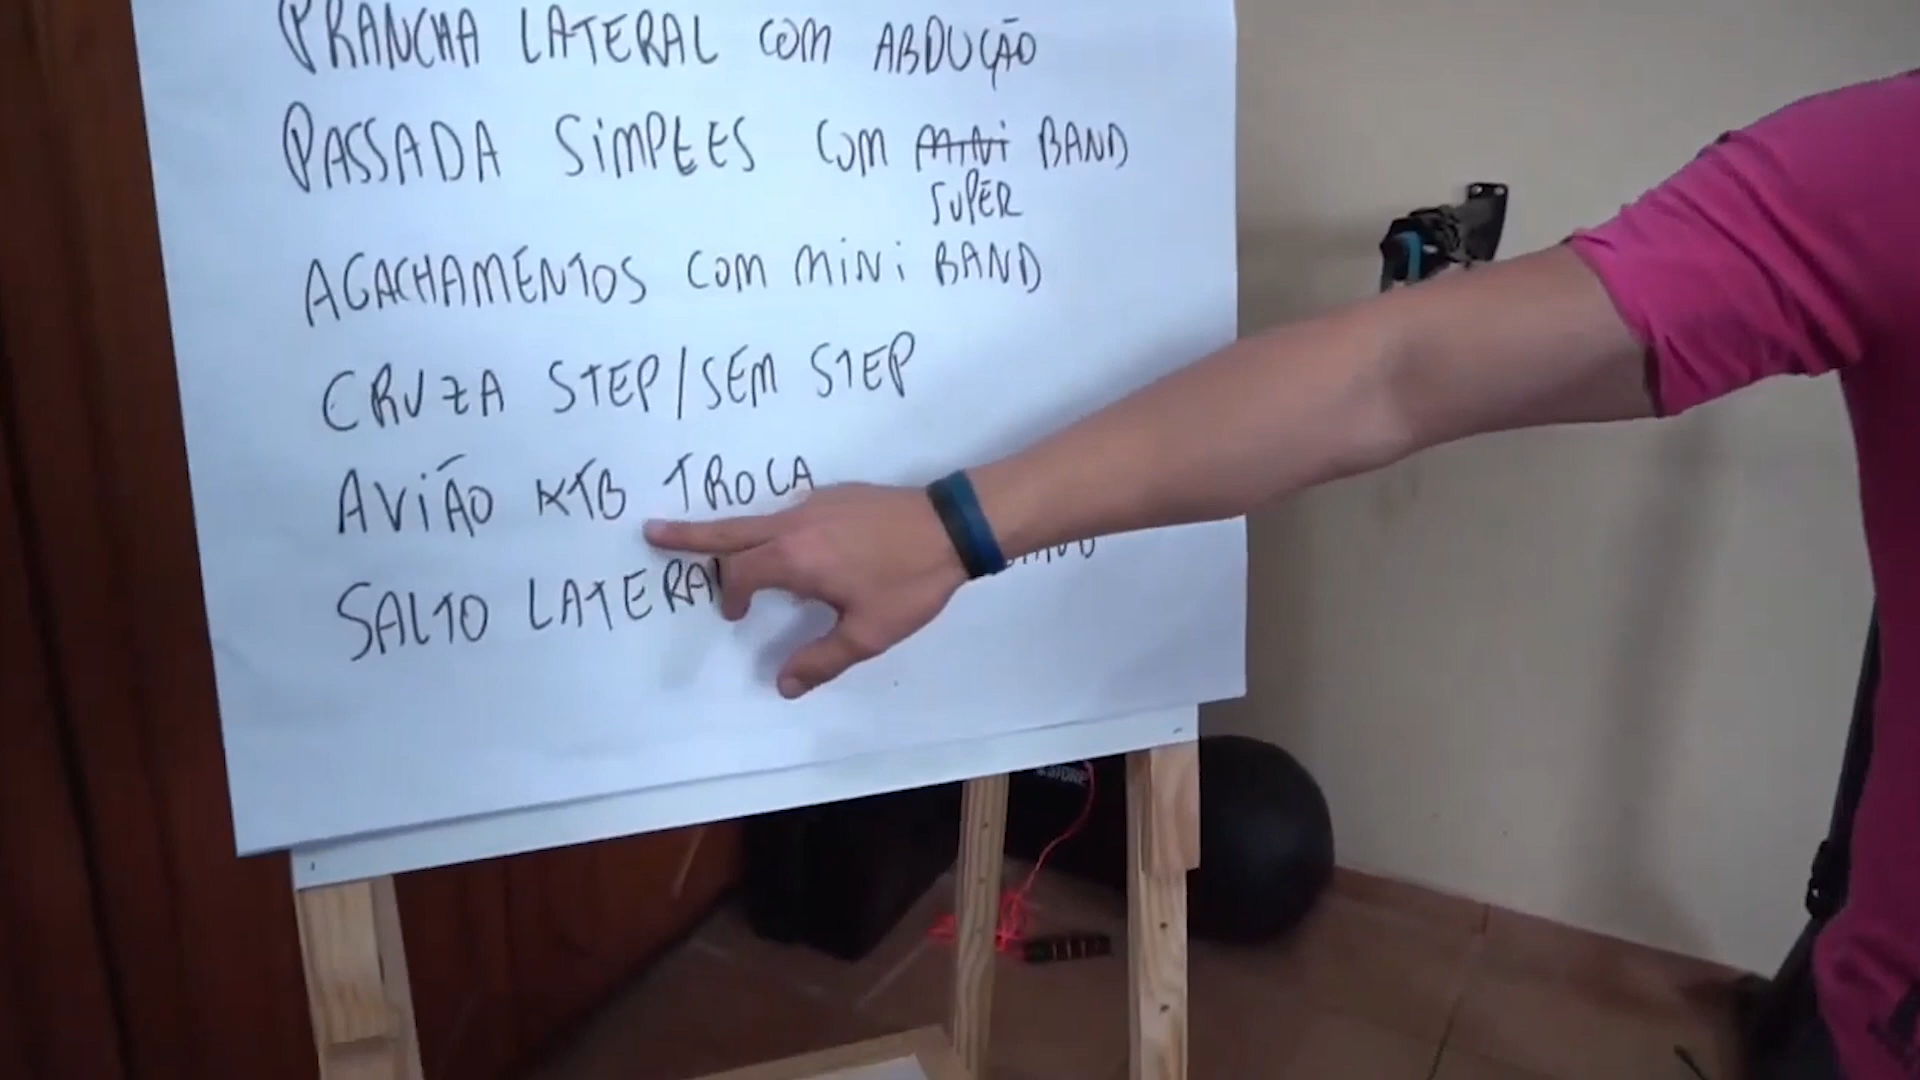 PRANCHA LATERAL COM ABDUÇÃO
PASSADA SIMPLES COM MINI BAND
SUPER
AGACHAMENTOS COM MINI BAND
CRUZA STEP/SEM STEP
AVIÃO KTB TROCA
SALTO LATERAL